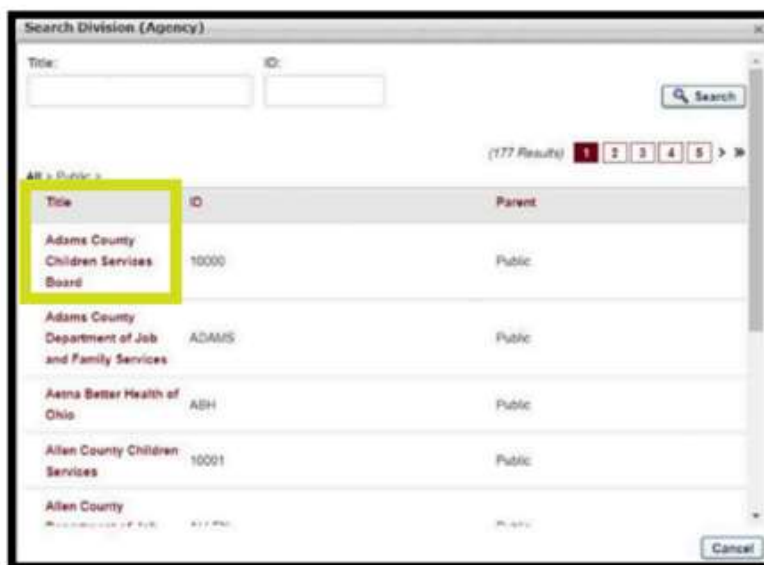 Search Division (Agency)
Title:
ID:
Search
(177 Results) 1 2 3 4 5 > »
All > Public >
Title ID Parent
Adams County
Children Services 10000 Public
Board
Adams County
Department of Job ADAMS Public
and Family Services
Aetna Better Health of
Ohio ABH Public
Allen County Children
Services 10001 Public
Allen County
Cancel